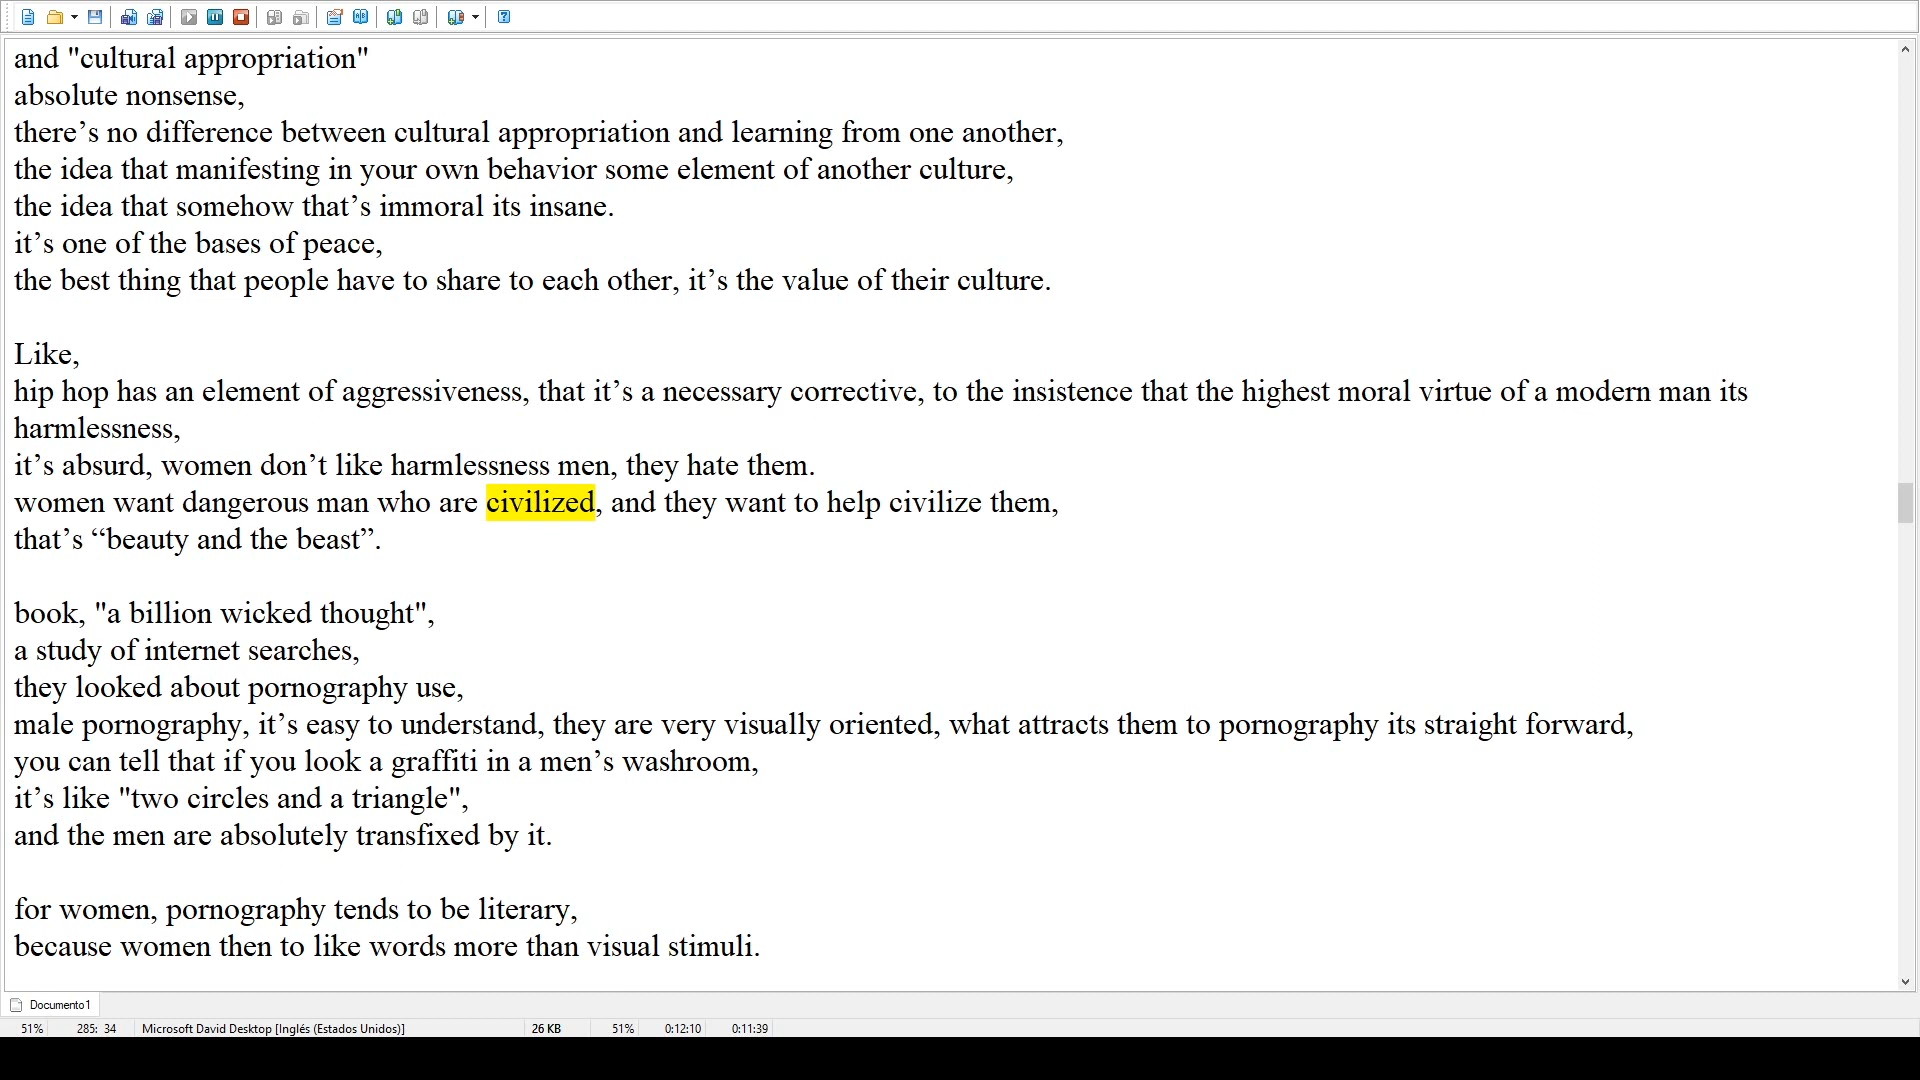 and "cultural appropriation"
absolute nonsense,
there’s no difference between cultural appropriation and learning from one another,
the idea that manifesting in your own behavior some element of another culture,
the idea that somehow that’s immoral its insane.
it’s one of the bases of peace,
the best thing that people have to share to each other, it’s the value of their culture.
Like,
hip hop has an element of aggressiveness, that it’s a necessary corrective, to the insistence that the highest moral virtue of a modern man its
harmlessness,
it’s absurd, women don’t like harmlessness men, they hate them.
women want dangerous man who are civilized, and they want to help civilize them,
that’s “beauty and the beast”.
book, "a billion wicked thought",
a study of internet searches,
they looked about pornography use,
male pornography, it’s easy to understand, they are very visually oriented, what attracts them to pornography its straight forward,
you can tell that if you look a graffiti in a men’s washroom,
it’s like "two circles and a triangle",
and the men are absolutely transfixed by it.
for women, pornography tends to be literary,
because women then to like words more than visual stimuli.
Documento1
51% 285: 34 Microsoft David Desktop [Inglés (Estados Unidos)] 26 KB 51% 0:12:10 0:11:39